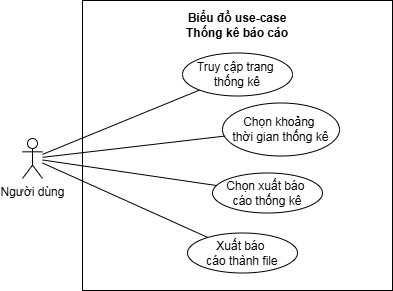 Biểu đồ use-case
Thống kê báo cáo
Truy cập trang
thống kê
Chọn khoảng
thời gian thống kê
Người dùng
Chọn xuất báo
cáo thống kê
Xuất báo
cáo thành file